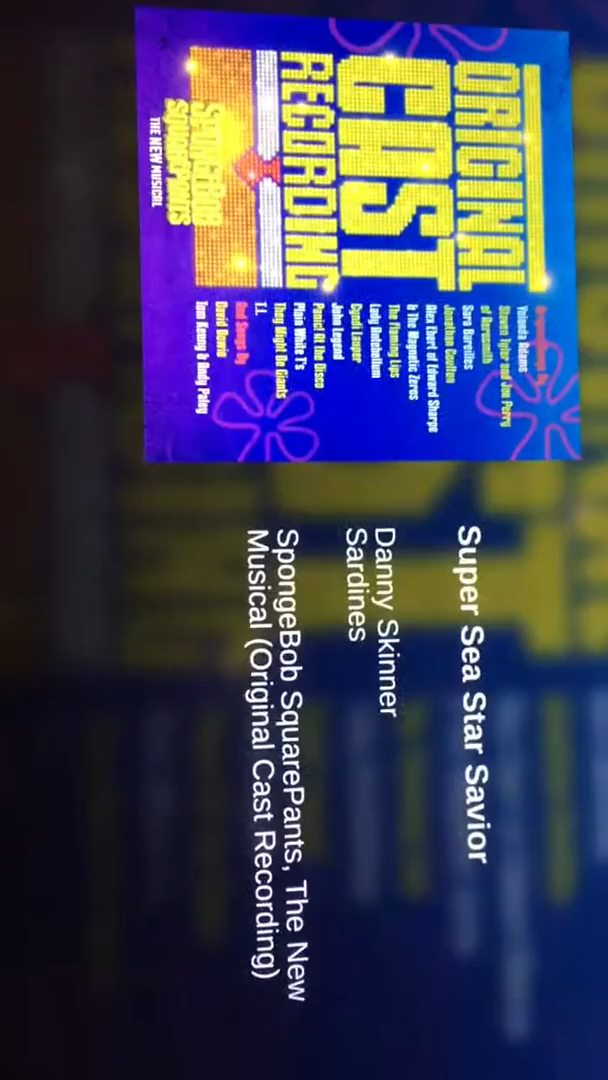 ORIGINAL
CAST
RECORDING
SPONGEBOB
SQUAREPANTS
THE NEW MUSICAL
Yolanda Adams
Steven Tyler and Joe Perry
of Aerosmith
Sara Bareilles
Jonathan Coulton
Alex Ebert of Edward Sharpe
& The Magnetic Zeros
The Flaming Lips
Lady Antebellum
Cyndi Lauper
John Legend
Panic! At the Disco
Plain White T's
They Might Be Giants
T.I.
And Songs By
David Bowie
Tom Kenny & Andy Paley
Super Sea Star Savior
Danny Skinner
Sardines
SpongeBob SquarePants, The New
Musical (Original Cast Recording)